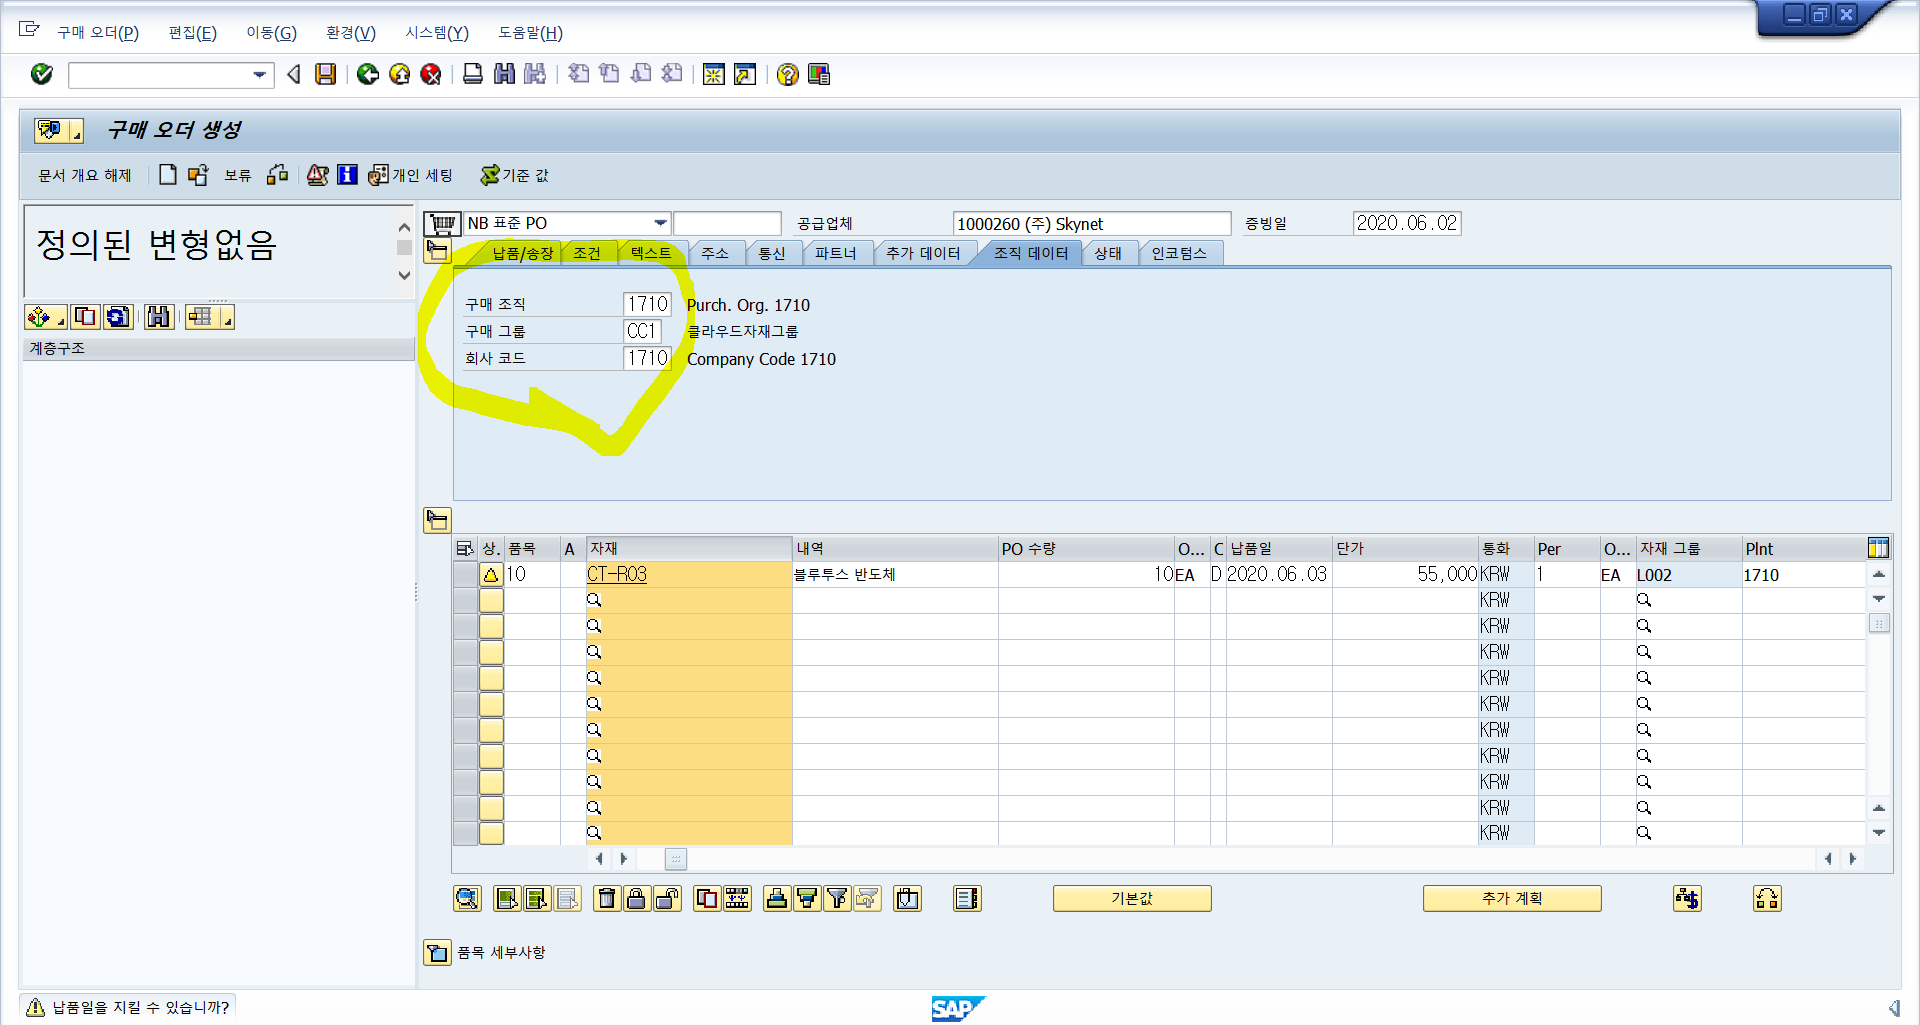 구매 오더(P) 편집(E) 이동(G) 환경(V) 시스템(Y) 도움말(H)
구매 오더 생성
문서 개요 해제 보류 개인 세팅 기준 값
정의된 변형없음
계층구조
NB 표준 PO 공급업체 1000260 (주) Skynet 증빙일 2020.06.02
납품/송장 조건 텍스트 주소 통신 파트너 추가 데이터 조직 데이터 상태 인코텀스
구매 조직 1710 Purch. Org. 1710
구매 그룹 CC1 클라우드자재그룹
회사 코드 1710 Company Code 1710
상. 품목 A 자재 내역 PO 수량 O... C 납품일 단가 통화 Per O... 자재 그룹 Plnt
10 CT-R03 블루투스 반도체 10 EA D 2020.06.03 55,000 KRW 1 EA L002 1710
KRW
KRW
KRW
KRW
KRW
KRW
KRW
KRW
KRW
KRW
기본값 추가 계획
품목 세부사항
납품일을 지킬 수 있습니까?
SAP